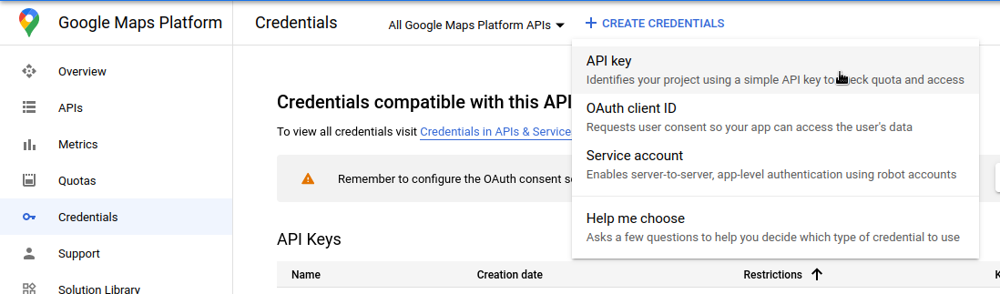 Google Maps Platform
Credentials
All Google Maps Platform APIs
CREATE CREDENTIALS
Overview
APIs
Metrics
Quotas
Credentials
Support
Solution Library
API key
Identifies your project using a simple API key to check quota and access
OAuth client ID
Requests user consent so your app can access the user's data
Service account
Enables server-to-server, app-level authentication using robot accounts
Help me choose
Asks a few questions to help you decide which type of credential to use
Credentials compatible with this API
To view all credentials visit Credentials in APIs & Service
Remember to configure the OAuth consent
API Keys
Name Creation date Restrictions